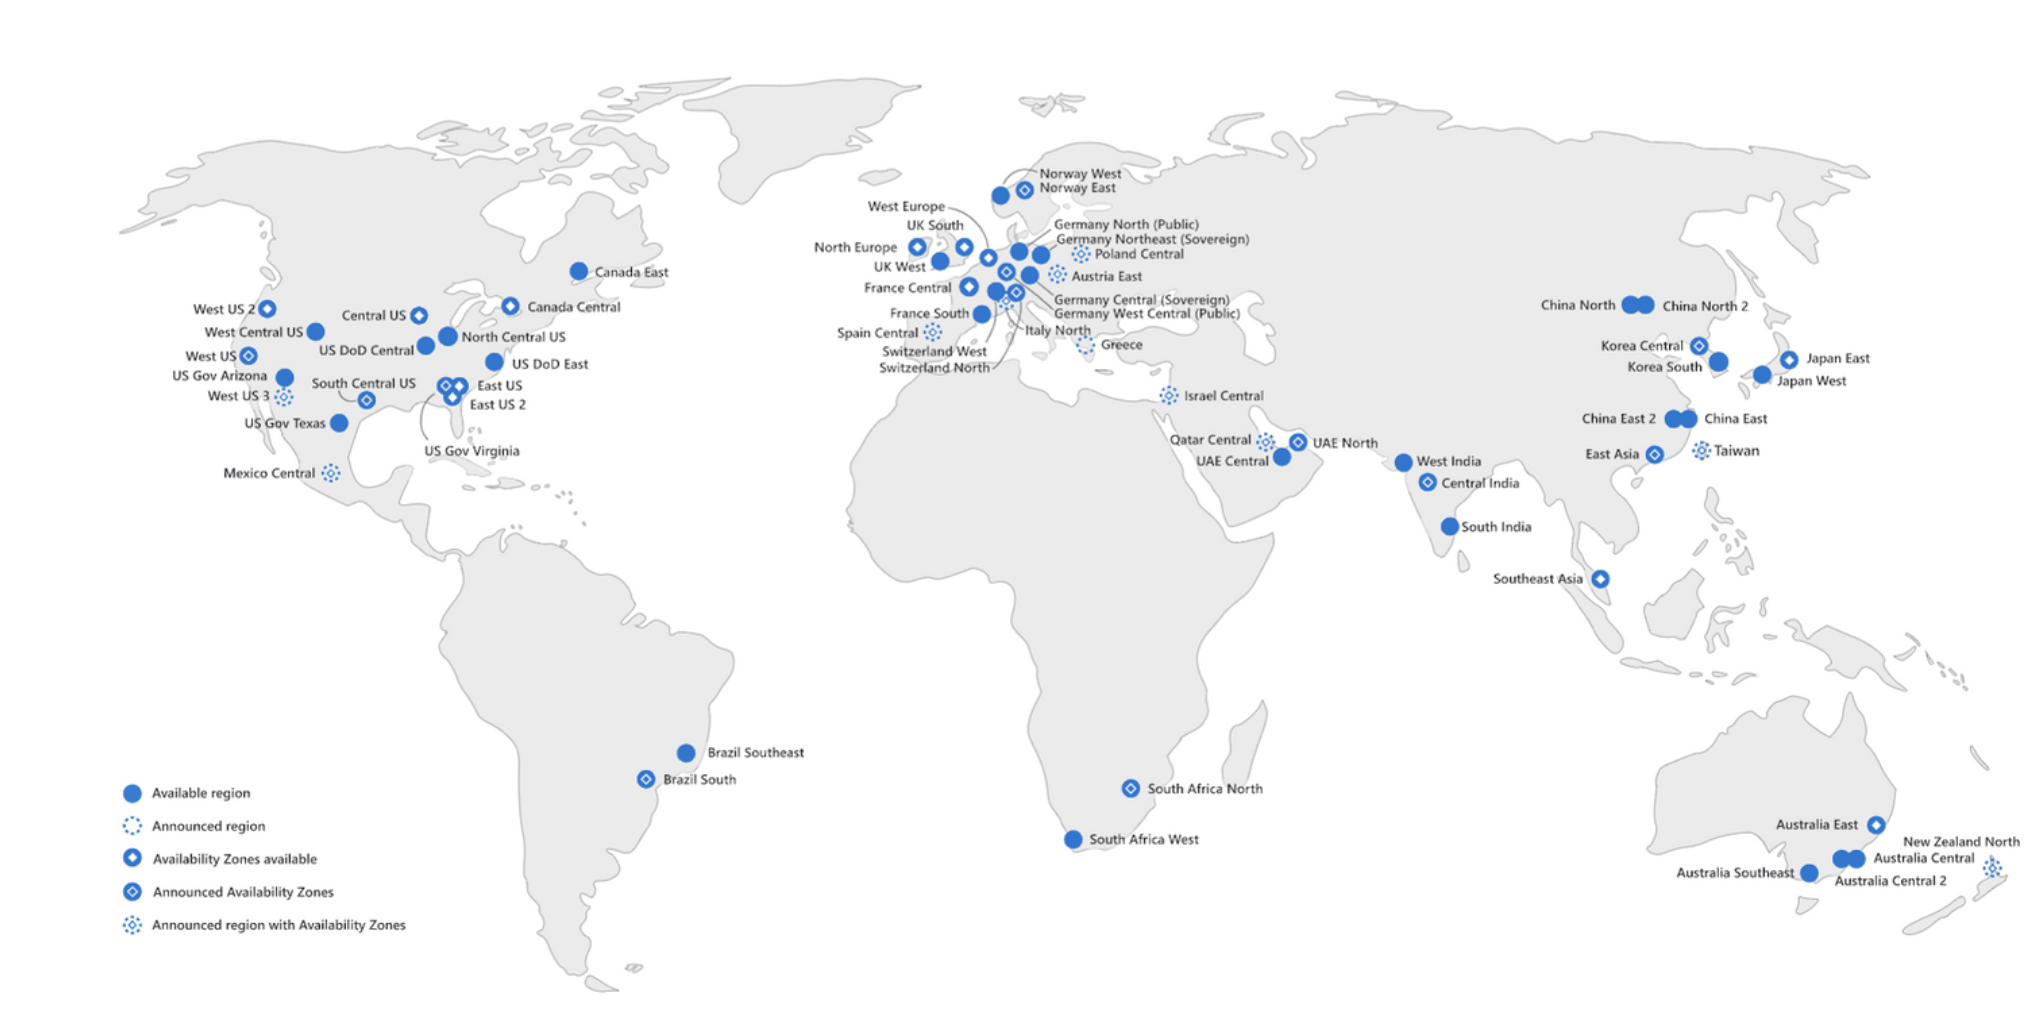 Norway West
Norway East
West Europe
UK South
Germany North (Public)
Germany Northeast (Sovereign)
North Europe
Poland Central
UK West
Austria East
France Central
Germany Central (Sovereign)
Germany West Central (Public)
France South
Italy North
Spain Central
Greece
Switzerland West
Switzerland North
Canada East
Canada Central
West US 2
Central US
West Central US
North Central US
US DoD Central
West US
US DoD East
US Gov Arizona
South Central US
East US
West US 3
East US 2
US Gov Texas
US Gov Virginia
Mexico Central
Israel Central
Qatar Central
UAE North
UAE Central
West India
Central India
South India
China North
China North 2
Korea Central
Japan East
Korea South
Japan West
China East 2
China East
East Asia
Taiwan
Southeast Asia
Brazil Southeast
Brazil South
South Africa North
South Africa West
Australia East
New Zealand North
Australia Central
Australia Southeast
Australia Central 2
Available region
Announced region
Availability Zones available
Announced Availability Zones
Announced region with Availability Zones